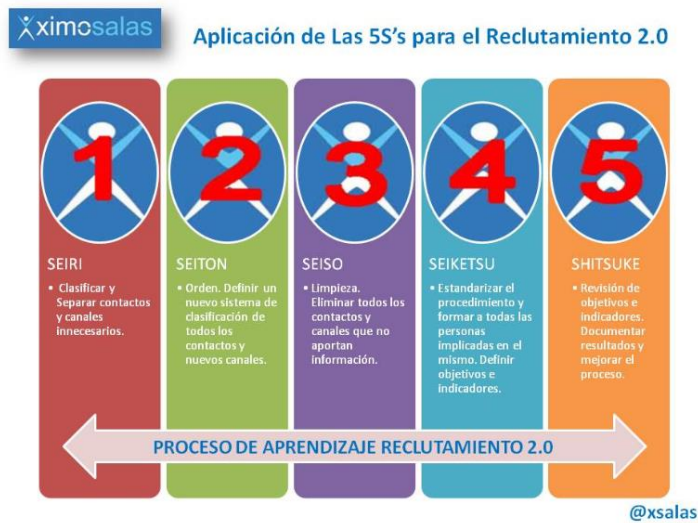 ximosalas
Aplicación de Las 5S's para el Reclutamiento 2.0
1
SEIRI
• Clasificar y
Separar contactos
y canales
innecesarios.
2
SEITON
• Orden. Definir un
nuevo sistema de
clasificación de
todos los
contactos y
nuevos canales.
3
SEISO
• Limpieza.
Eliminar todos los
contactos y
canales que no
aportan
información.
4
SEIKETSU
• Estandarizar el
procedimiento y
formar a todas las
personas
implicadas en el
mismo. Definir
objetivos e
indicadores.
5
SHITSUKE
• Revisión de
objetivos e
indicadores.
Documentar
resultados y
mejorar el
proceso.
PROCESO DE APRENDIZAJE RECLUTAMIENTO 2.0
@xsalas